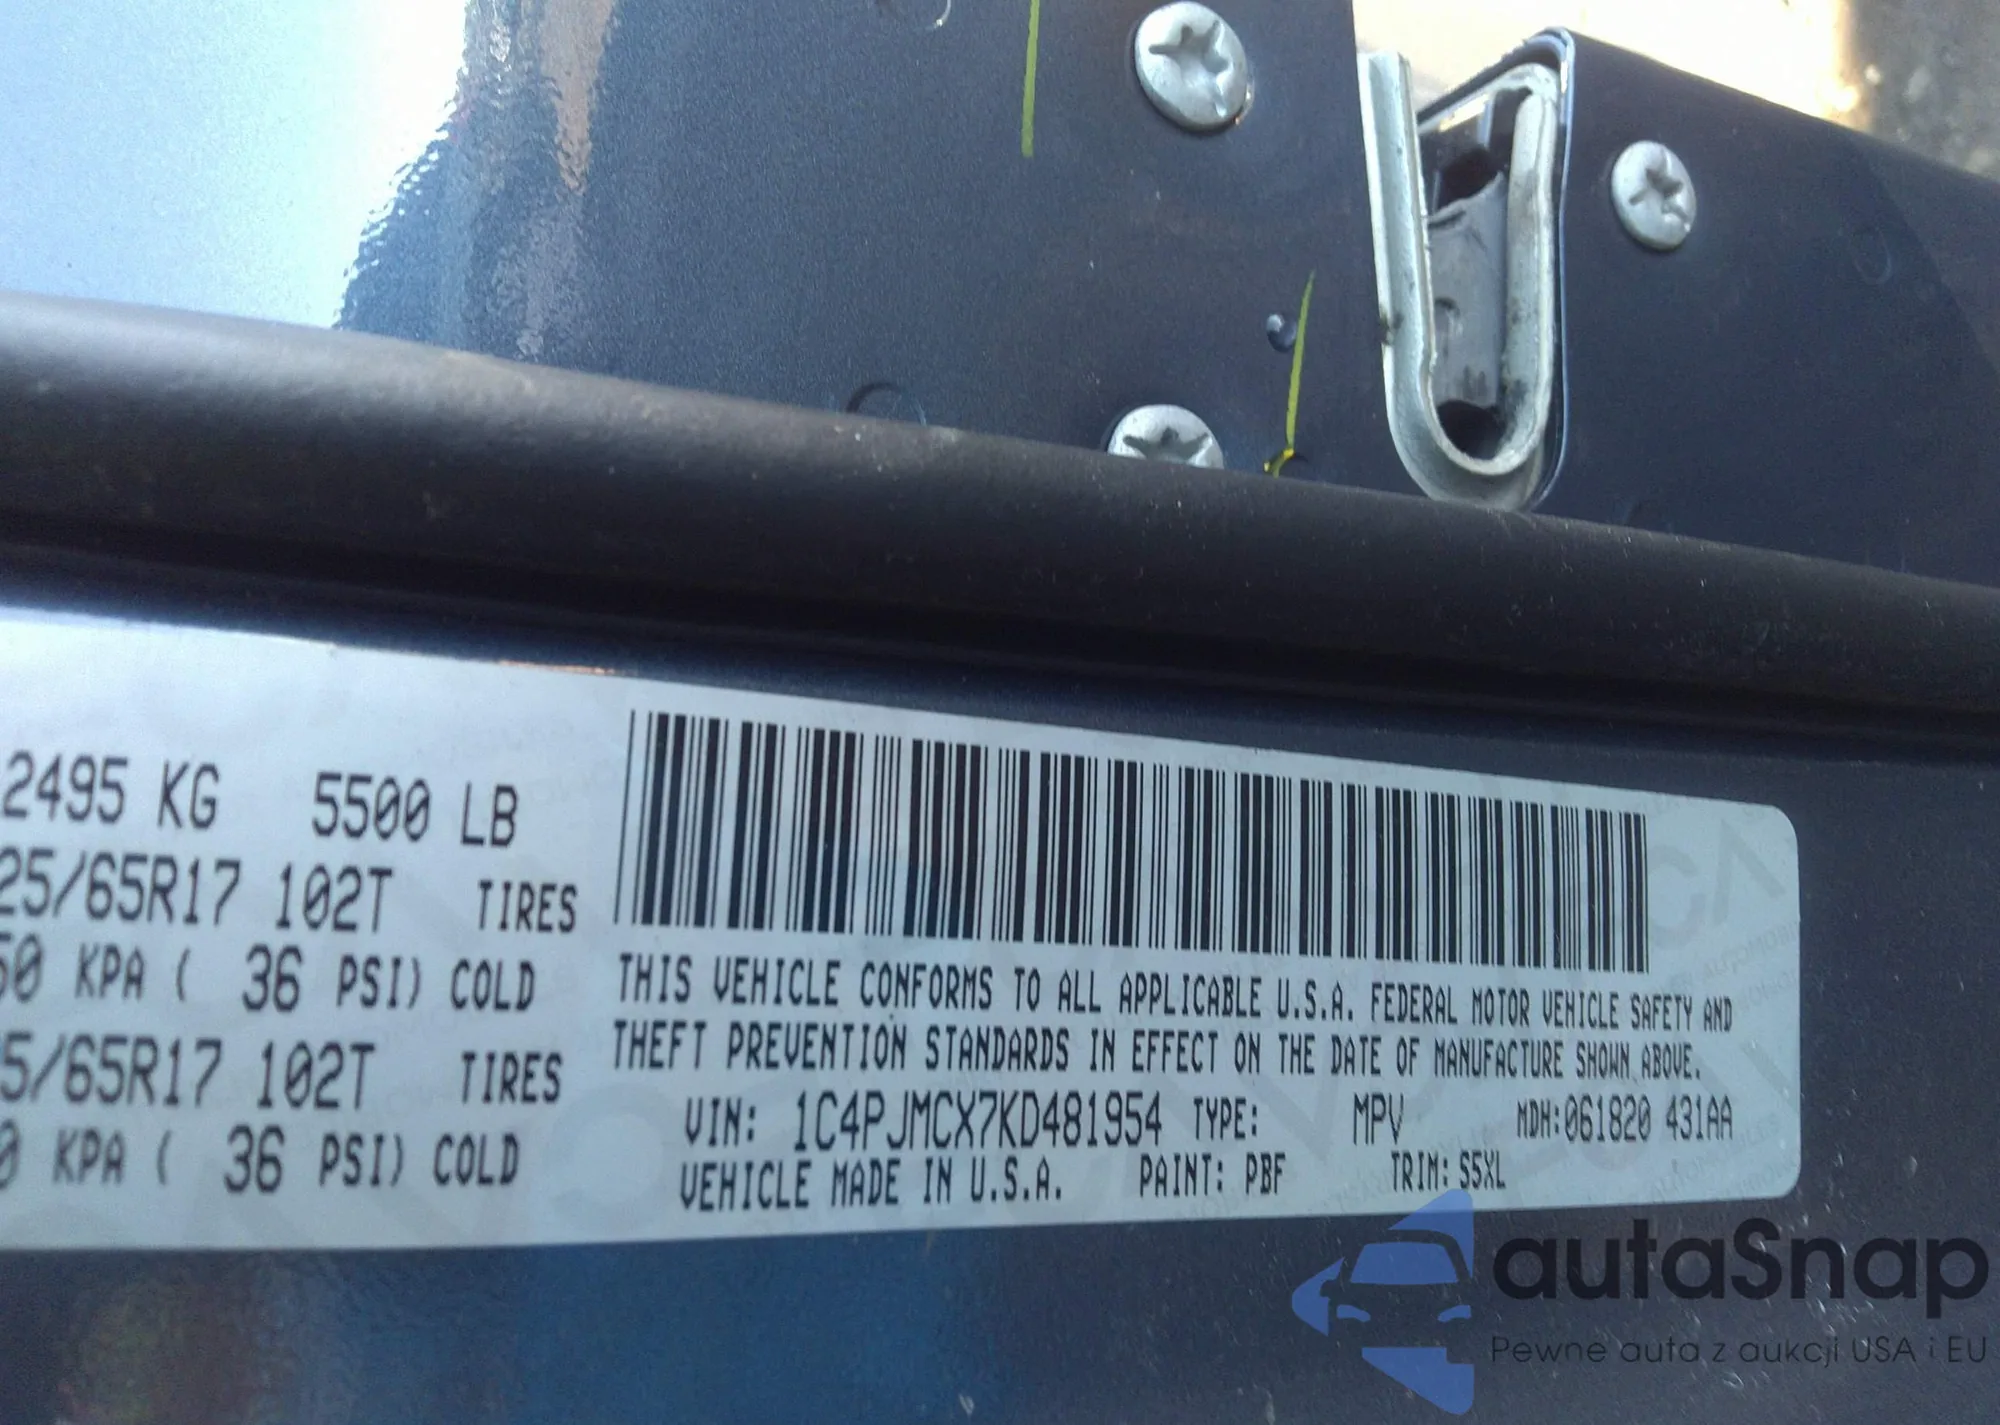 2495 KG 5500 LB
25/65R17 102T TIRES
50 KPA ( 36 PSI) COLD
5/65R17 102T TIRES
0 KPA ( 36 PSI) COLD
THIS VEHICLE CONFORMS TO ALL APPLICABLE U.S.A. FEDERAL MOTOR VEHICLE SAFETY AND
THEFT PREVENTION STANDARDS IN EFFECT ON THE DATE OF MANUFACTURE SHOWN ABOVE.
VIN: 1C4PJMCX7KD481954 TYPE: MPV MDH:061820 431AA
VEHICLE MADE IN U.S.A. PAINT: PBF TRIM: S5XL
autaSnap
Pewne auta z aukcji USA i EU